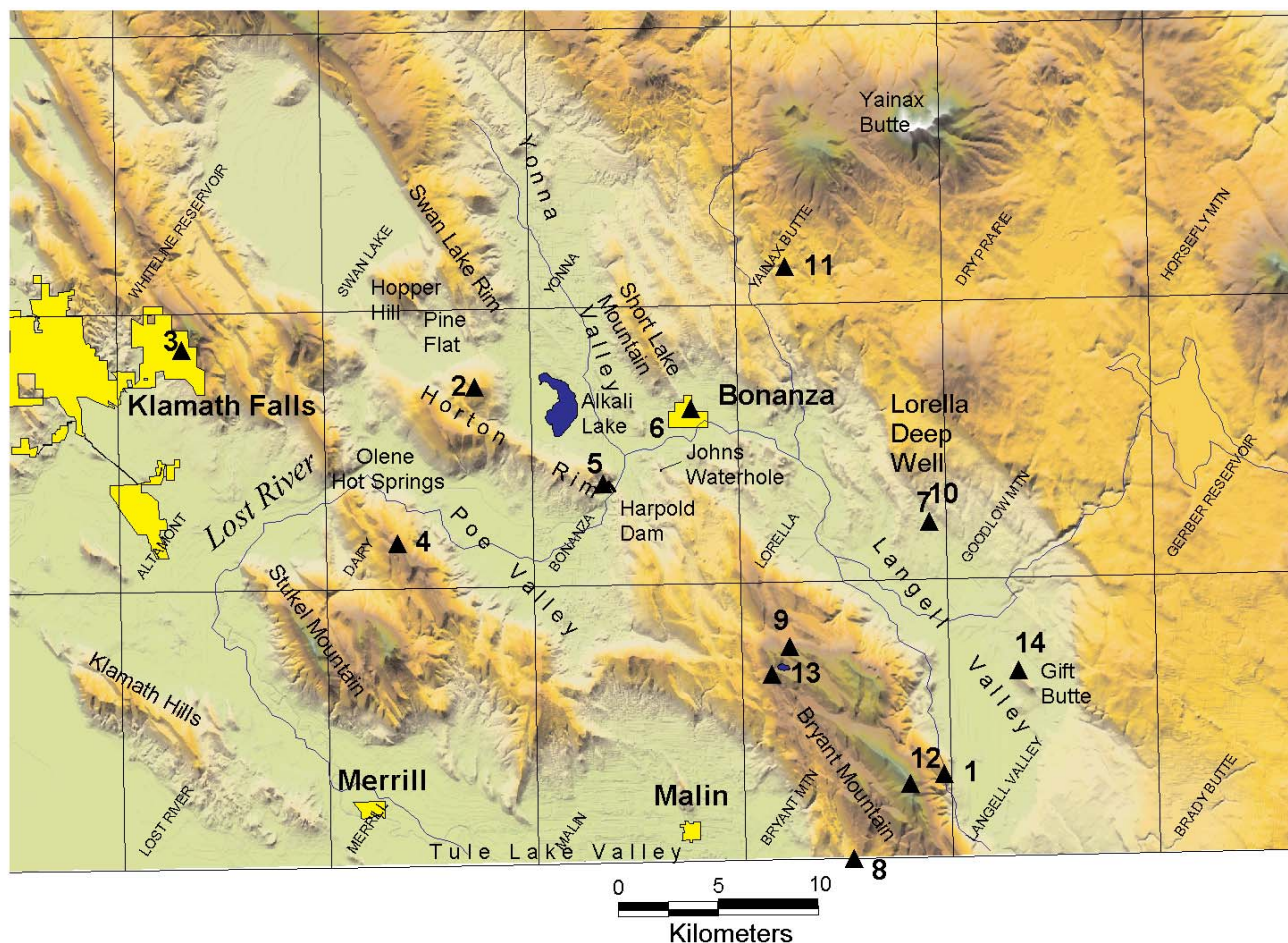 Yainax
Butte
Yonna
Valley
WHITELINE RESERVOIR
SWAN LAKE
Swan Lake Rim
YONNA
YAINAX BUTTE
11
DRY PRAIRIE
HORSEFLY MTN
Hopper
Hill
Pine
Flat
Short Lake
Mountain
3
Klamath Falls
2
Horton
Rim
Alkali
Lake
6
Bonanza
Lorella
Deep
Well
7
10
Olene
Hot Springs
5
Johns
Waterhole
Harpold
Dam
Lost River
ALTAMONT
DAIRY
4
Poe
Valley
BONANZA
LORELLA
GOODLOW MTN
GERBER RESERVOIR
Langell
Valley
Stukel Mountain
9
13
14
Gift
Butte
Klamath Hills
Bryant Mountain
12
1
Merrill
Malin
LOST RIVER
MERRILL
MALIN
BRYANT MTN
LANGELL VALLEY
BRADY BUTTE
Tule Lake Valley
8
0 5 10
Kilometers